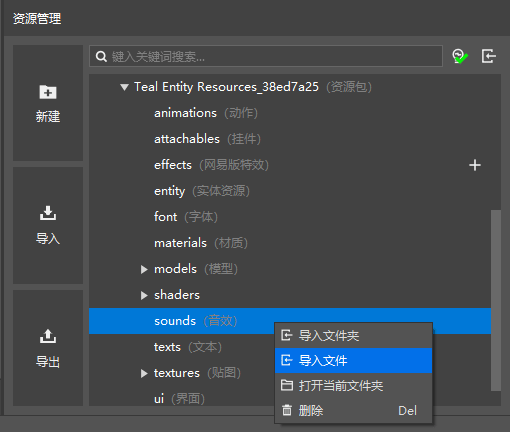 资源管理
键入关键词搜索...
新建
导入
导出
Teal Entity Resources_38ed7a25 (资源包)
animations (动作)
attachables (挂件)
effects (网易版特效)
entity (实体资源)
font (字体)
materials (材质)
models (模型)
shaders
sounds (音效)
texts (文本)
textures (贴图)
ui (界面)
导入文件夹
导入文件
打开当前文件夹
删除 Del